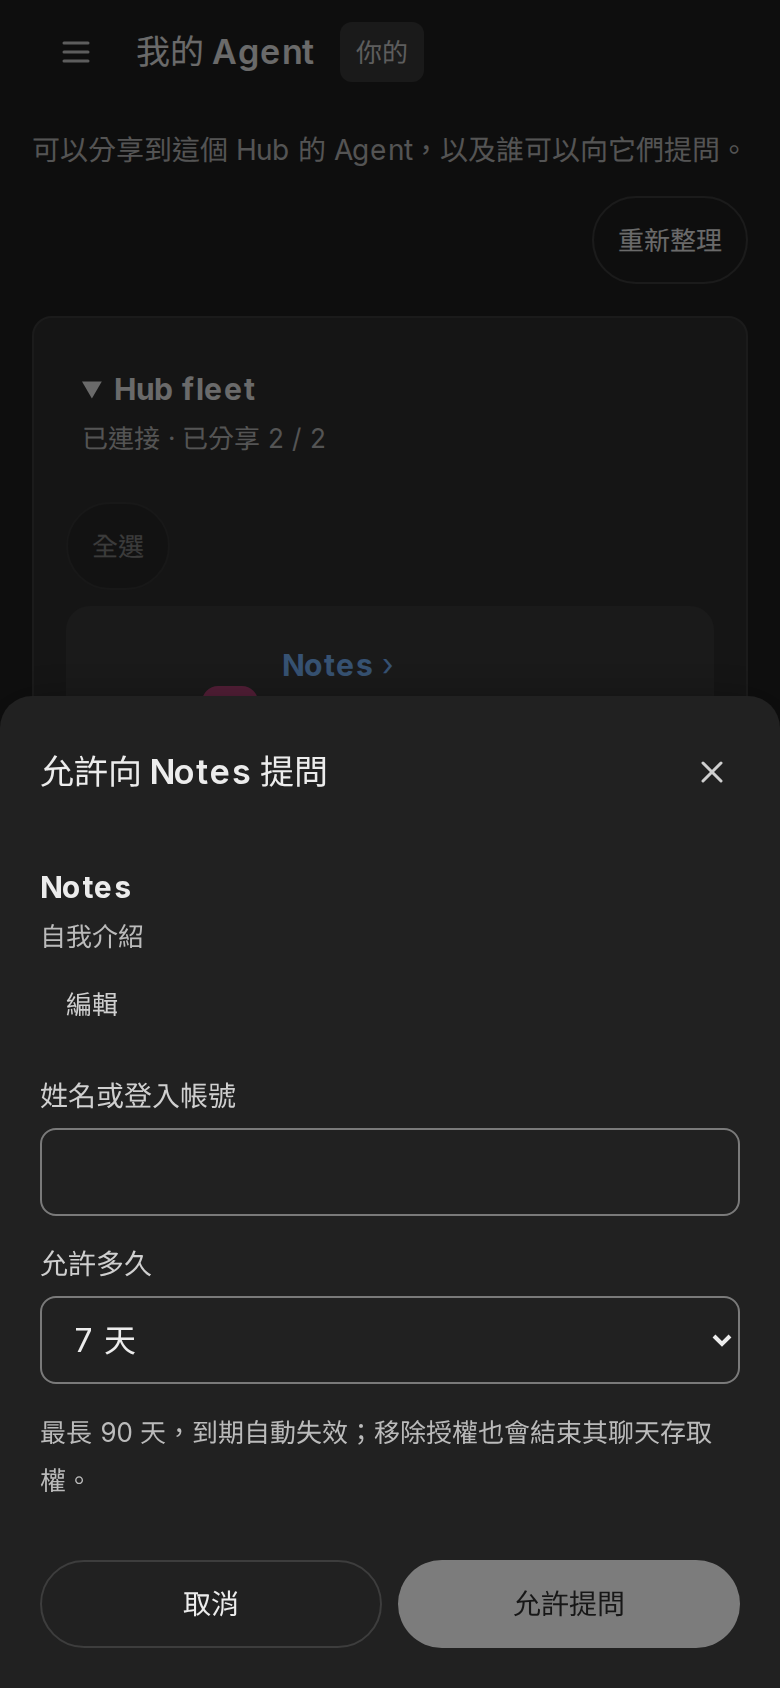 我的 Agent 你的
可以分享到這個 Hub 的 Agent，以及誰可以向它們提問。
重新整理
▼ Hub fleet
已連接 · 已分享 2 / 2
全選
Notes ›
允許向 Notes 提問
Notes
自我介紹
編輯
姓名或登入帳號
允許多久
7 天
最長 90 天，到期自動失效；移除授權也會結束其聊天存取
權。
取消
允許提問